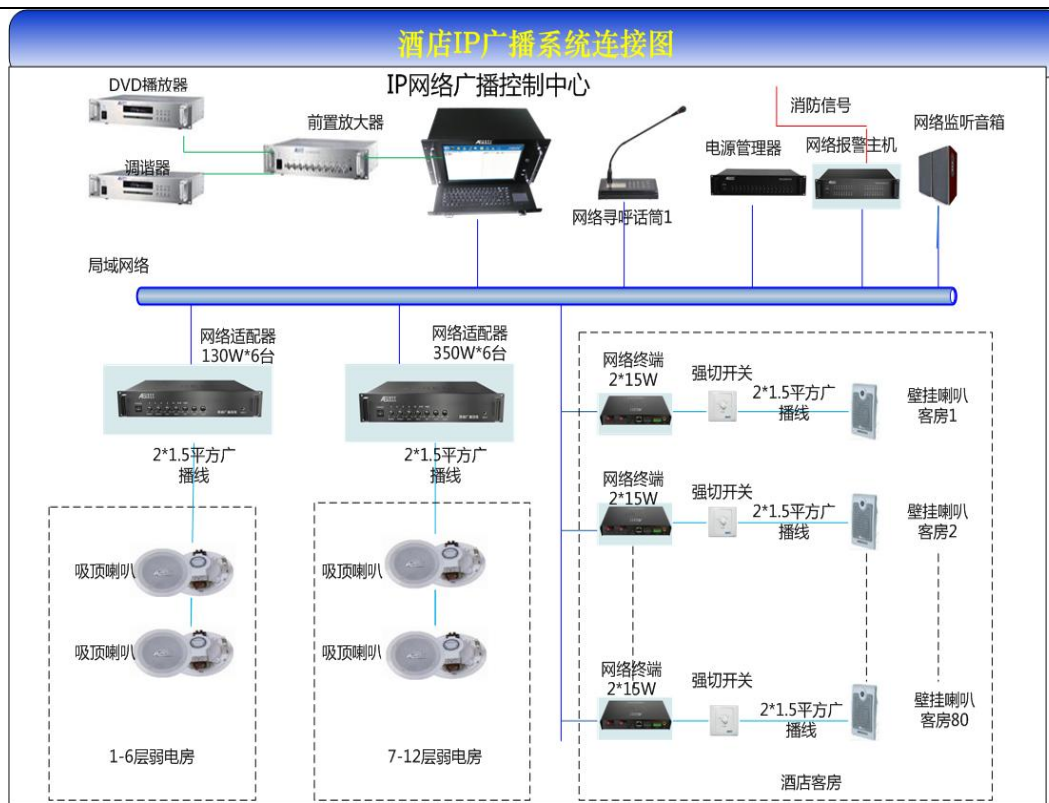 酒店IP广播系统连接图
DVD播放器
IP网络广播控制中心
消防信号
前置放大器
网络监听音箱
电源管理器
网络报警主机
调谐器
网络寻呼话筒1
局域网络
网络适配器
130W*6台
网络适配器
350W*6台
网络终端
2*15W
强切开关
2*1.5平方广
播线
壁挂喇叭
客房1
2*1.5平方广
播线
2*1.5平方广
播线
网络终端
2*15W
强切开关
2*1.5平方广
播线
壁挂喇叭
客房2
吸顶喇叭
吸顶喇叭
吸顶喇叭
吸顶喇叭
网络终端
2*15W
强切开关
2*1.5平方广
播线
壁挂喇叭
客房80
1-6层弱电房
7-12层弱电房
酒店客房